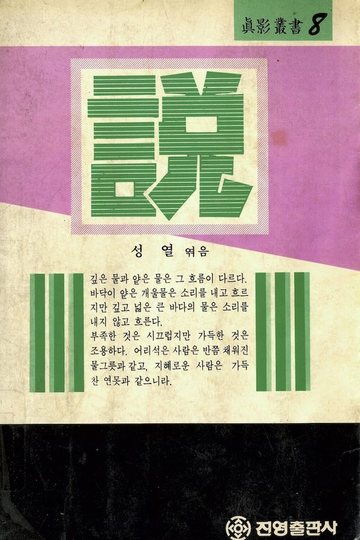 眞影叢書 8
説
성열 엮음
깊은 물과 얕은 물은 그 흐름이 다르다.
바닥이 얕은 개울물은 소리를 내고 흐르
지만 깊고 넓은 큰 바다의 물은 소리를
내지 않고 흐른다.
부족한 것은 시끄럽지만 가득한 것은
조용하다. 어리석은 사람은 반쯤 채워진
물그릇과 같고, 지혜로운 사람은 가득
찬 연못과 같으니라.
진영출판사